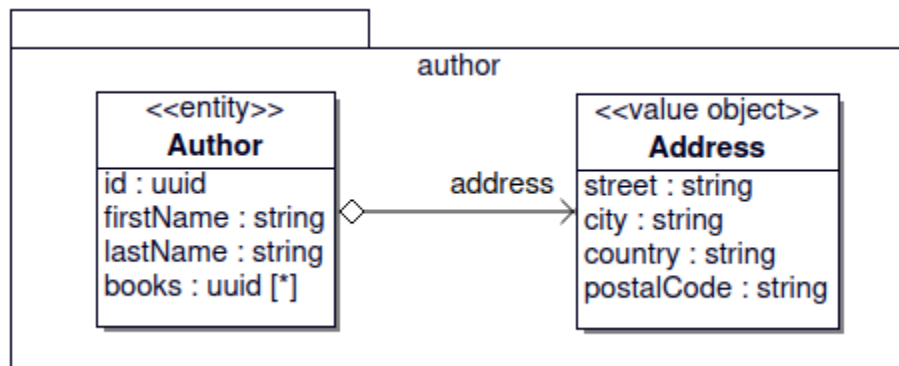 author
<<entity>>
Author
id : uuid
firstName : string
lastName : string
books : uuid [*]
address
<<value object>>
Address
street : string
city : string
country : string
postalCode : string